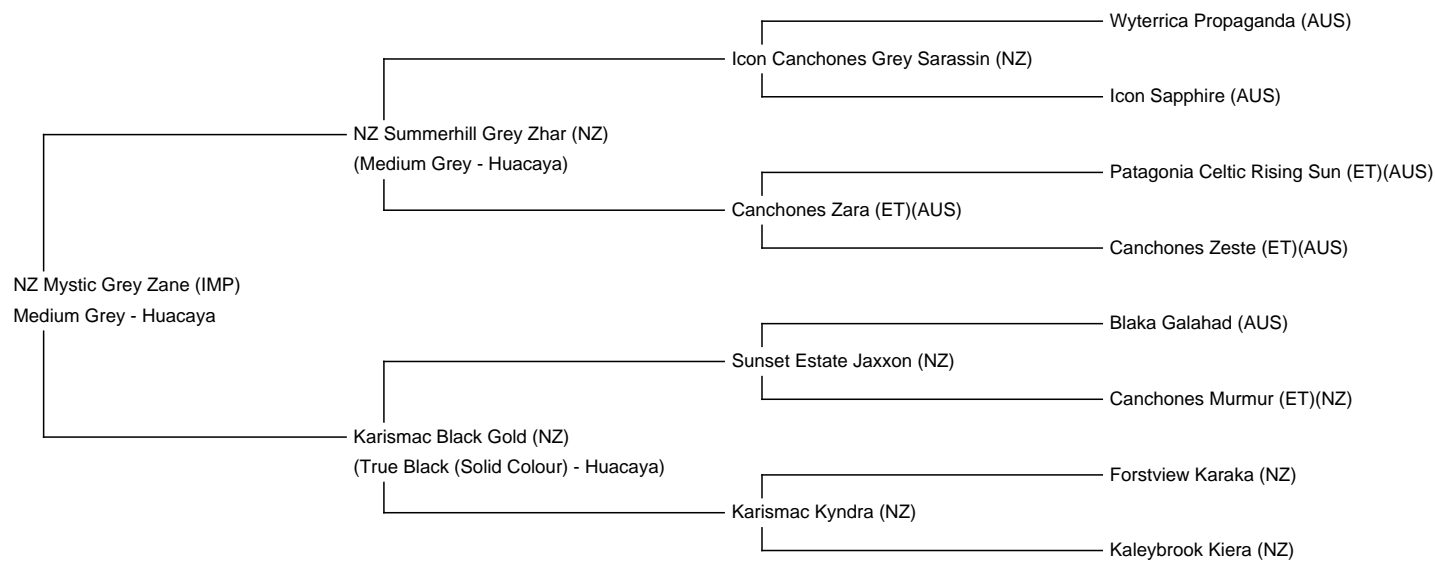 Wyterrica Propaganda (AUS)
Icon Canchones Grey Sarassin (NZ)
Icon Sapphire (AUS)
NZ Summerhill Grey Zhar (NZ)
(Medium Grey - Huacaya)
Patagonia Celtic Rising Sun (ET)(AUS)
Canchones Zara (ET)(AUS)
Canchones Zeste (ET)(AUS)
NZ Mystic Grey Zane (IMP)
Medium Grey - Huacaya
Blaka Galahad (AUS)
Sunset Estate Jaxxon (NZ)
Canchones Murmur (ET)(NZ)
Karismac Black Gold (NZ)
(True Black (Solid Colour) - Huacaya)
Forstview Karaka (NZ)
Karismac Kyndra (NZ)
Kaleybrook Kiera (NZ)